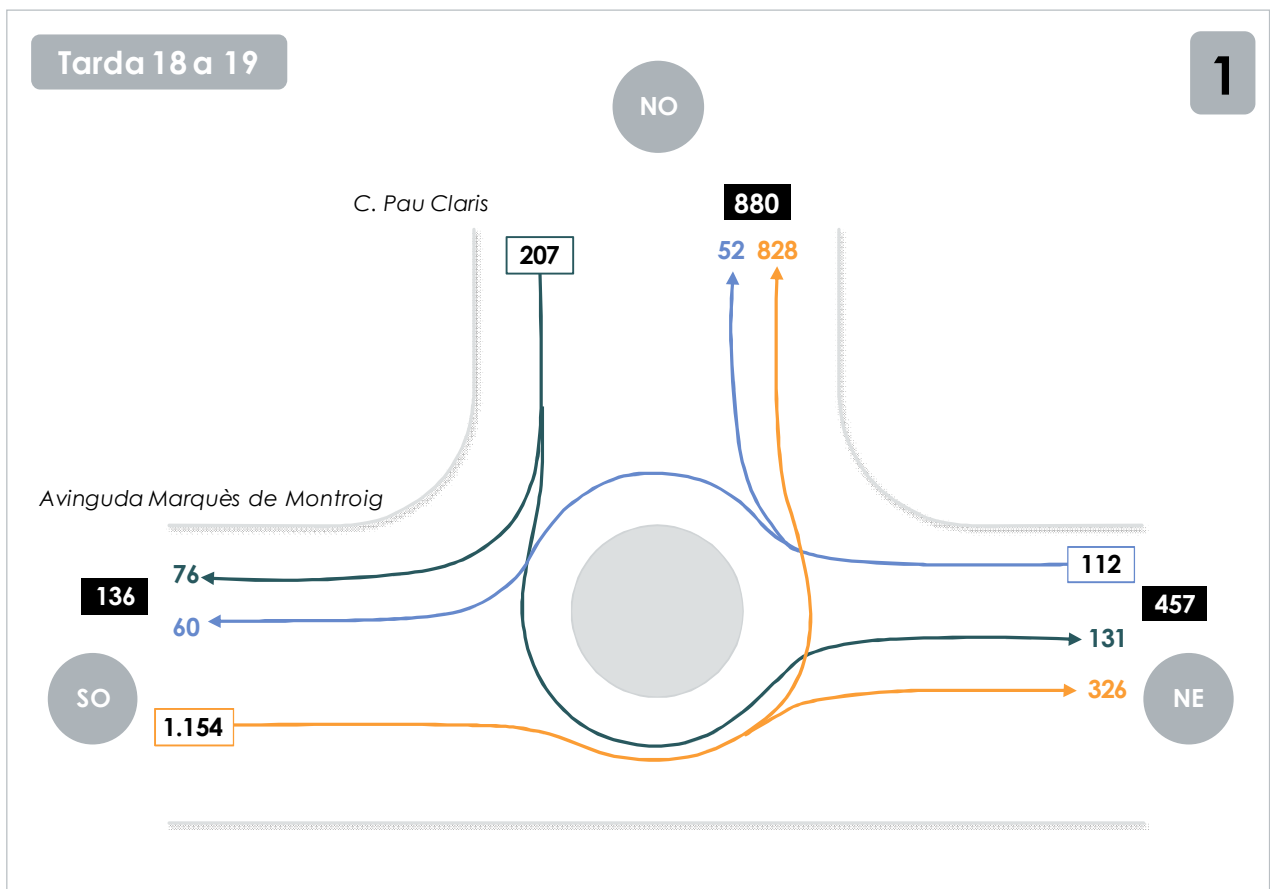 Tarda 18 a 19
1
NO
C. Pau Claris
880
207
52 828
Avinguda Marquès de Montroig
76
136
60
112
457
131
326
SO
NE
1.154